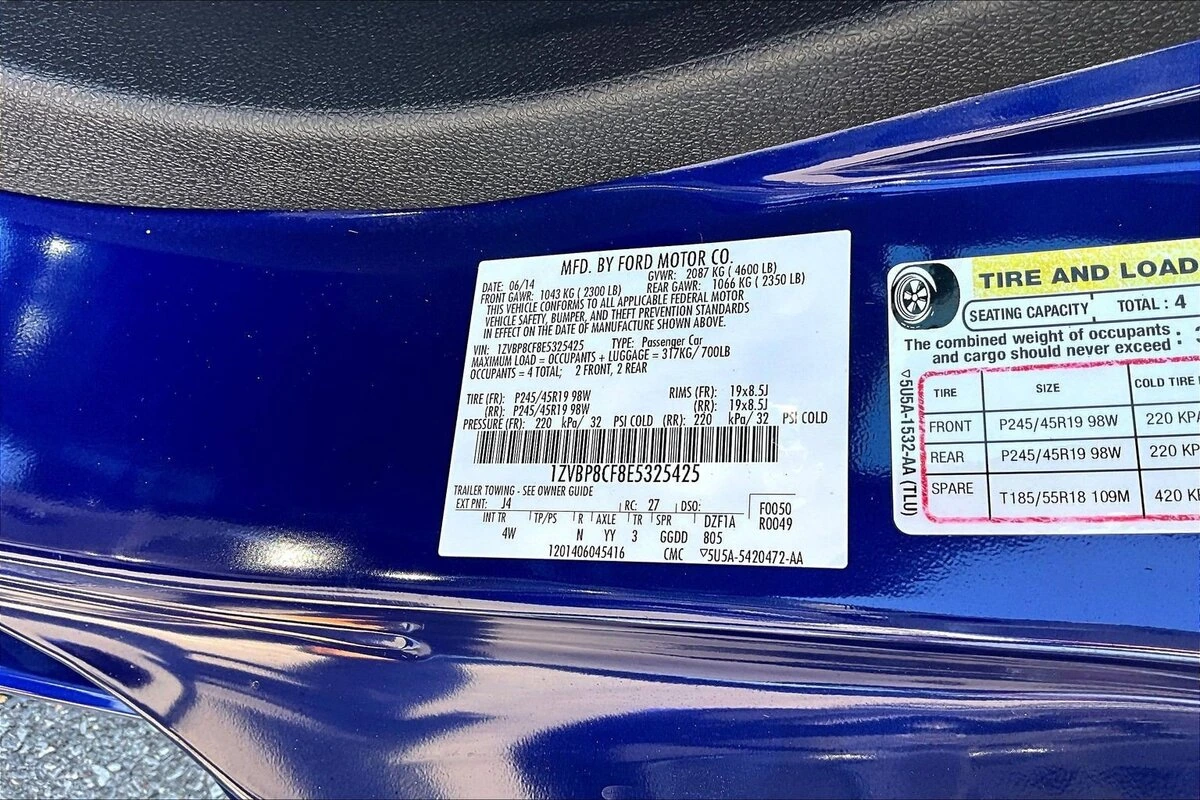 MFD. BY FORD MOTOR CO.
DATE: 06/14 GVWR: 2087 KG ( 4600 LB)
FRONT GAWR: 1043 KG ( 2300 LB) REAR GAWR: 1066 KG ( 2350 LB)
THIS VEHICLE CONFORMS TO ALL APPLICABLE FEDERAL MOTOR
VEHICLE SAFETY, BUMPER, AND THEFT PREVENTION STANDARDS
IN EFFECT ON THE DATE OF MANUFACTURE SHOWN ABOVE.
VIN: 1ZVBP8CF8E5325425 TYPE: Passenger Car
MAXIMUM LOAD = OCCUPANTS + LUGGAGE = 317KG/ 700LB
OCCUPANTS = 4 TOTAL; 2 FRONT, 2 REAR
TIRE (FR): P245/45R19 98W RIMS (FR): 19x8.5J
(RR): P245/45R19 98W (RR): 19x8.5J
PRESSURE (FR): 220 kPa/ 32 PSI COLD (RR): 220 kPa/ 32 PSI COLD
1ZVBP8CF8E5325425
TRAILER TOWING - SEE OWNER GUIDE
EXT PNT: J4 RC: 27 DSO: F0050
INT TR TP/PS R AXLE TR SPR DZF1A R0049
4W N YY 3 GGDD 805
1201406045416 CMC ▽5U5A-5420472-AA
TIRE AND LOAD
SEATING CAPACITY TOTAL : 4
The combined weight of occupants :
and cargo should never exceed :
TIRE SIZE COLD TIRE
FRONT P245/45R19 98W 220 KPA
REAR P245/45R19 98W 220 KP
SPARE T185/55R18 109M 420 K
▽5U5A-1532-AA (TLU)